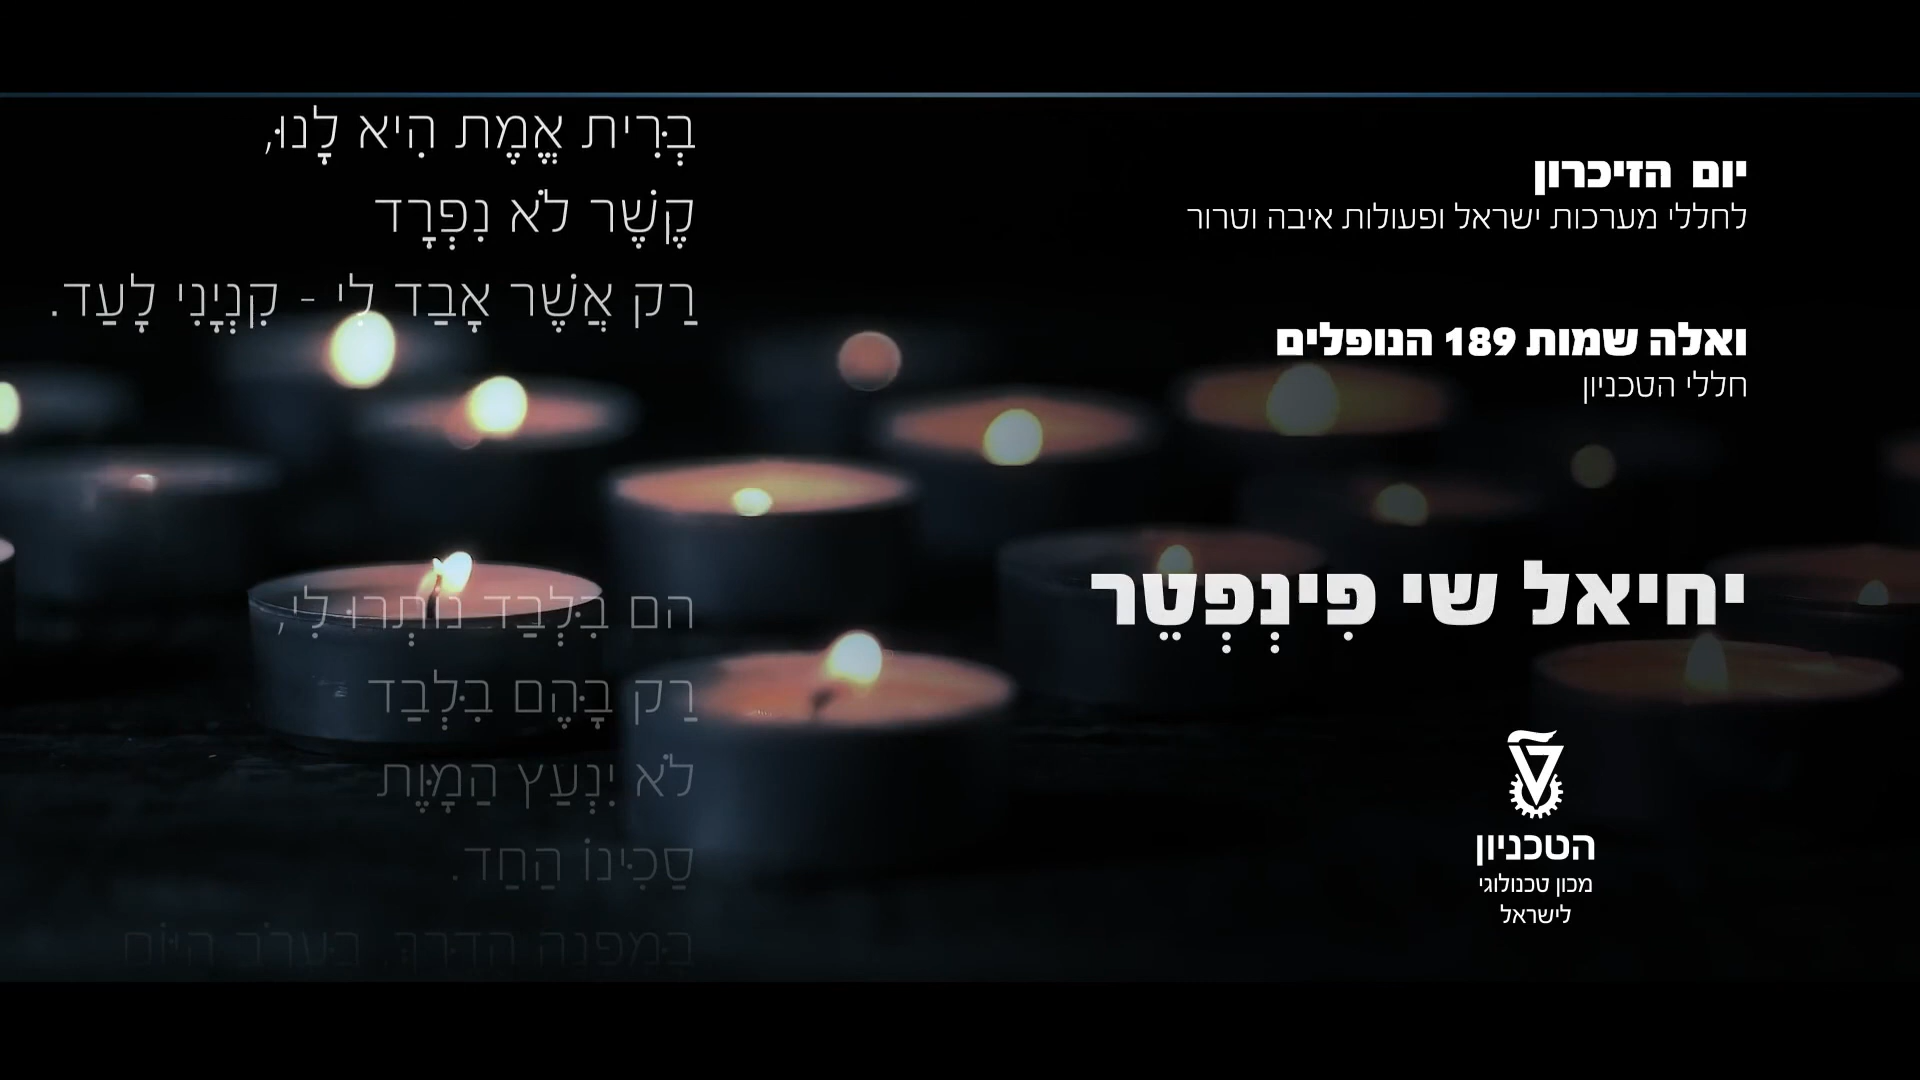 יום הזיכרון
לחללי מערכות ישראל ופעולות איבה וטרור
ואלה שמות 189 הנופלים
חללי הטכניון
יחיאל שי פִינְפְטֵר
הטכניון
מכון טכנולוגי
לישראל
בְּרִית אֱמֶת הִיא לָנוּ,
קֶשֶׁר לֹא נִפְרָד
רַק אֲשֶׁר אָבַד לִי - קִנְיָנִי לָעַד.
הם בִּלְבַד נוֹתְרוּ לִי,
רַק בָּהֶם בִּלְבַד
לֹא יִנְעַץ הַמָּוֶת
סַכִּינוֹ הַחַד.
בְּמִפְנֵה הַדֶּרֶךְ, בַּעֲרֹב הַיּוֹם